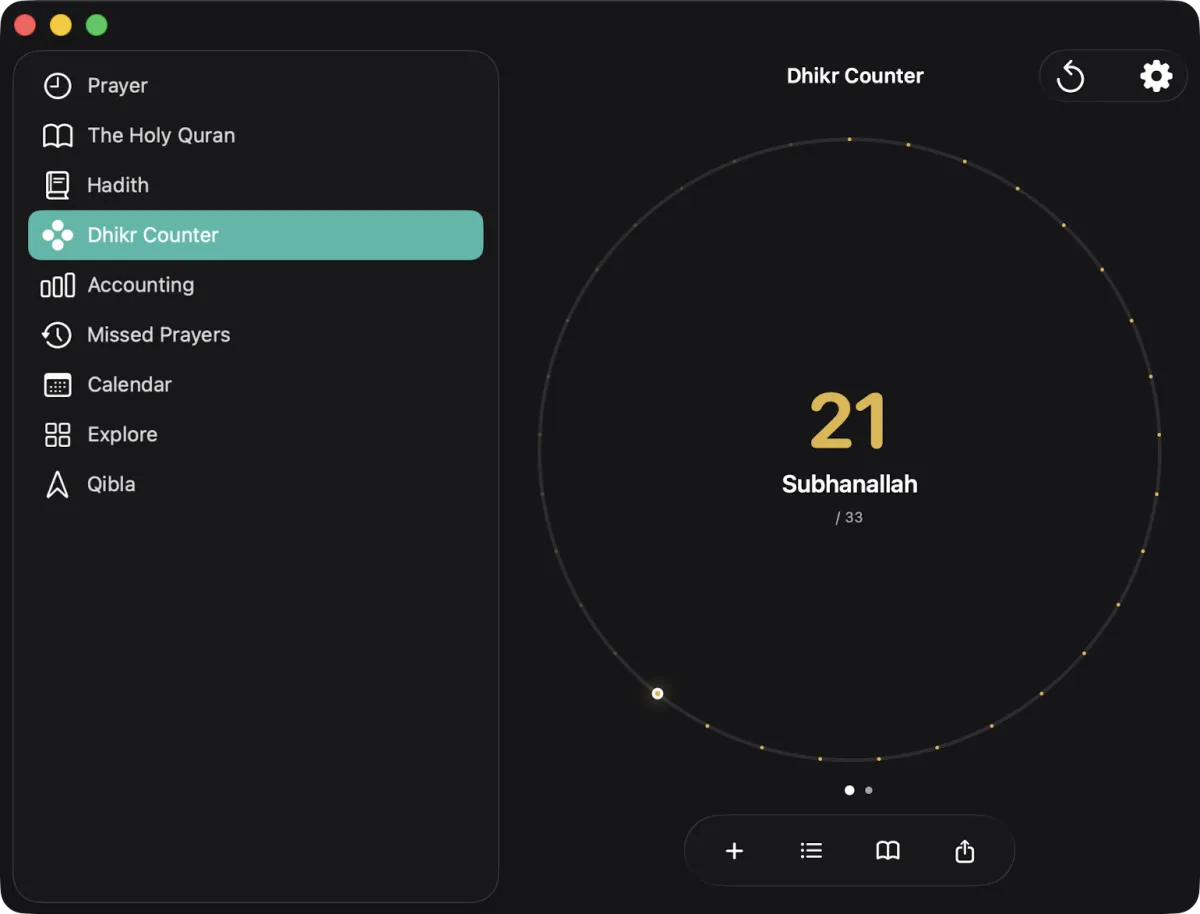 Prayer
The Holy Quran
Hadith
Dhikr Counter
Accounting
Missed Prayers
Calendar
Explore
Qibla
Dhikr Counter
21
Subhanallah
/ 33